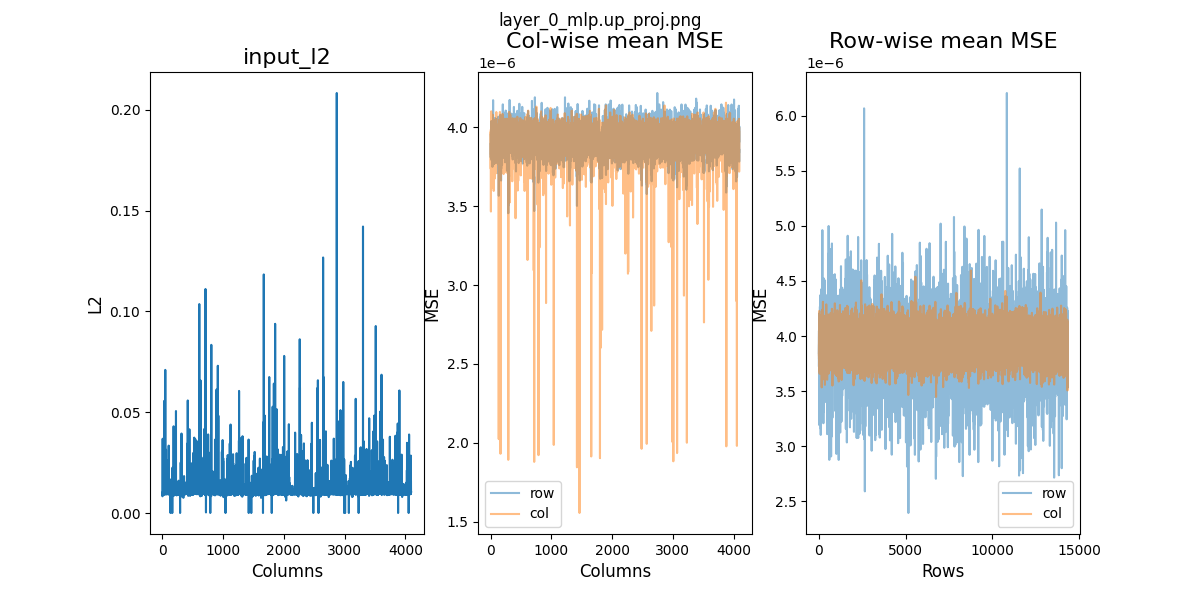 layer_0_mlp.up_proj.png
input_l2
L2
0.20
0.15
0.10
0.05
0.00
0 1000 2000 3000 4000
Columns
Col-wise mean MSE
1e−6
MSE
4.0
3.5
3.0
2.5
2.0
1.5
row
col
0 1000 2000 3000 4000
Columns
Row-wise mean MSE
1e−6
MSE
6.0
5.5
5.0
4.5
4.0
3.5
3.0
2.5
row
col
0 5000 10000 15000
Rows